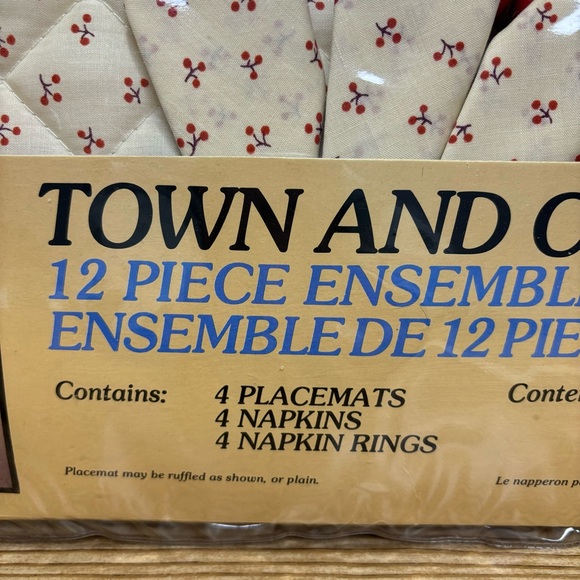 TOWN AND
12 PIECE ENSEMBL
ENSEMBLE DE 12 PIE
Contains:
4 PLACEMATS
4 NAPKINS
4 NAPKIN RINGS
Placemat may be ruffled as shown, or plain.
Conte
Le napperon p